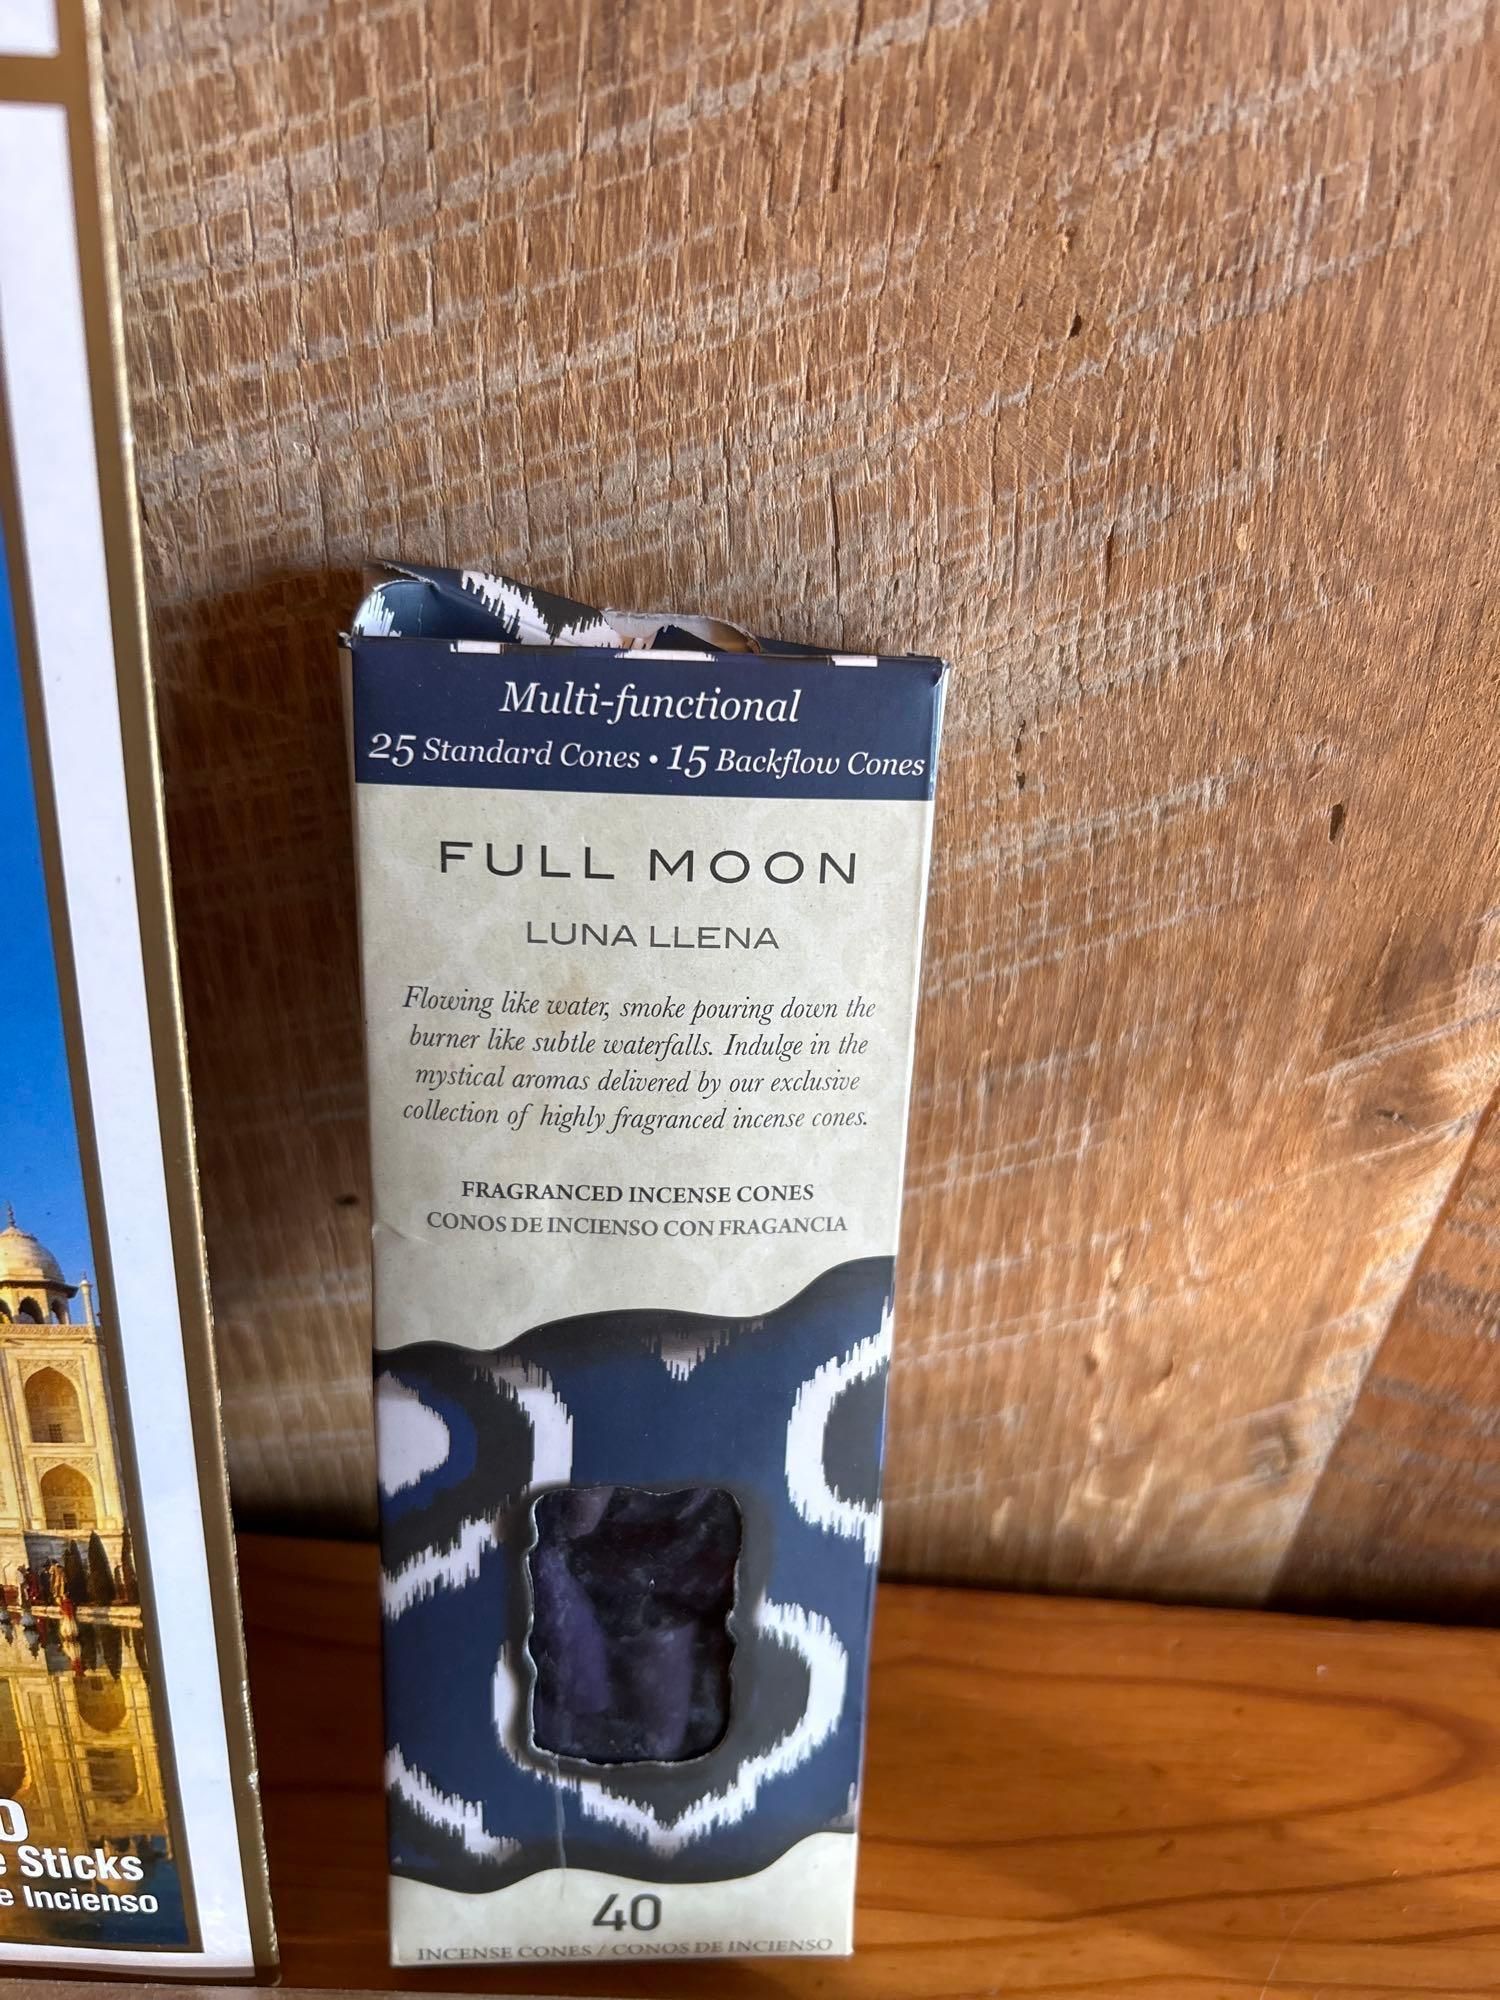 Multi-functional
25 Standard Cones • 15 Backflow Cones
FULL MOON
LUNA LLENA
Flowing like water, smoke pouring down the
burner like subtle waterfalls. Indulge in the
mystical aromas delivered by our exclusive
collection of highly fragranced incense cones.
FRAGRANCED INCENSE CONES
CONOS DE INCIENSO CON FRAGANCIA
40
INCENSE CONES / CONOS DE INCIENSO
Sticks
Incienso